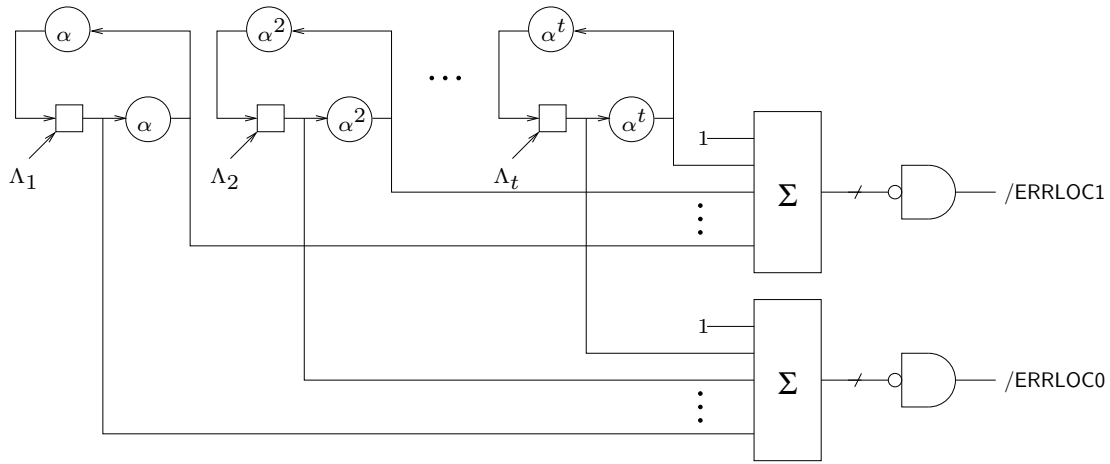 α α² αᵗ
...
α α² αᵗ
Λ₁ Λ₂ Λₜ
1
Σ /ERRLOC1
1
Σ /ERRLOC0